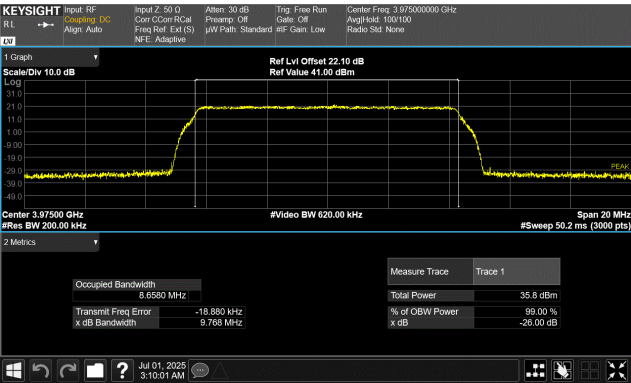 KEYSIGHT Input: RF Input Z: 50 Ω Atten: 30 dB Trig: Free Run Center Freq: 3.975000000 GHz
RL Coupling: DC Corr CCorr RCal Preamp: Off Gate: Off Avg|Hold: 100/100
Align: Auto Freq Ref: Ext (S) µW Path: Standard #IF Gain: Low Radio Std: None
LXI NFE: Adaptive
1 Graph Ref Lvl Offset 22.10 dB
Scale/Div 10.0 dB Ref Value 41.00 dBm
Log
31.0
21.0
11.0
1.00
-9.00
-19.0
-29.0 PEAK
-39.0
-49.0
Center 3.97500 GHz #Video BW 620.00 kHz Span 20 MHz
#Res BW 200.00 kHz #Sweep 50.2 ms (3000 pts)
2 Metrics
Measure Trace Trace 1
Occupied Bandwidth
8.6580 MHz Total Power 35.8 dBm
Transmit Freq Error -18.880 kHz % of OBW Power 99.00 %
x dB Bandwidth 9.768 MHz x dB -26.00 dB
? Jul 01, 2025
3:10:01 AM